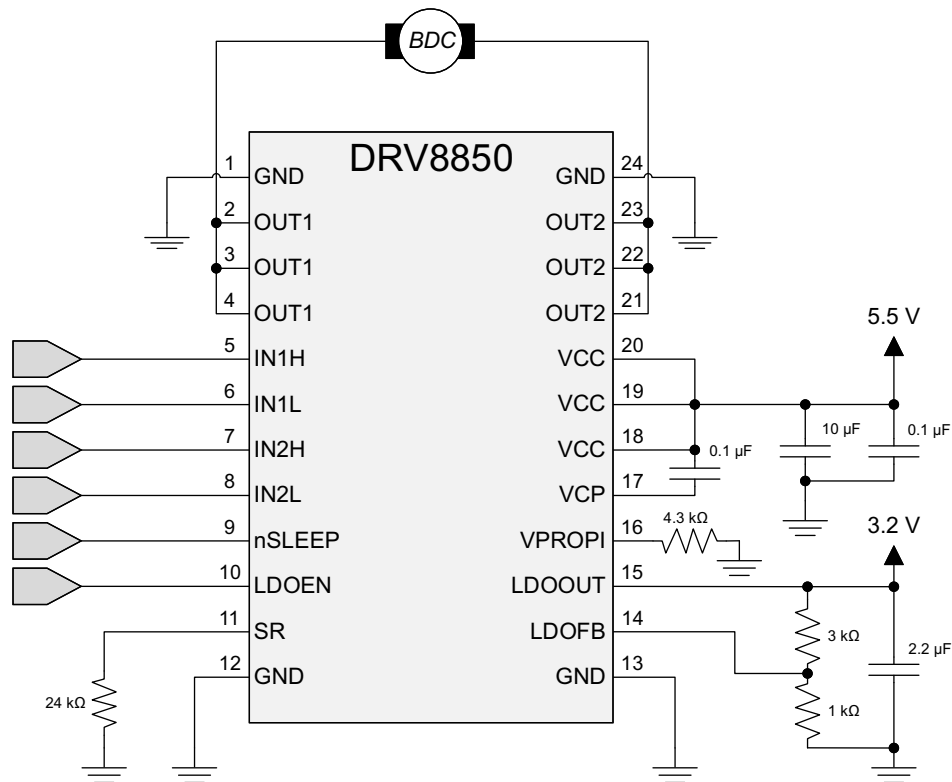 BDC
DRV8850
1 GND
2 OUT1
3 OUT1
4 OUT1
5 IN1H
6 IN1L
7 IN2H
8 IN2L
9 nSLEEP
10 LDOEN
11 SR
12 GND
24 kΩ
GND 24
OUT2 23
OUT2 22
OUT2 21
VCC 20
VCC 19
VCC 18
VCP 17
VPROPI 16
LDOOUT 15
LDOFB 14
GND 13
5.5 V
0.1 µF
10 µF
0.1 µF
4.3 kΩ
3.2 V
3 kΩ
2.2 µF
1 kΩ